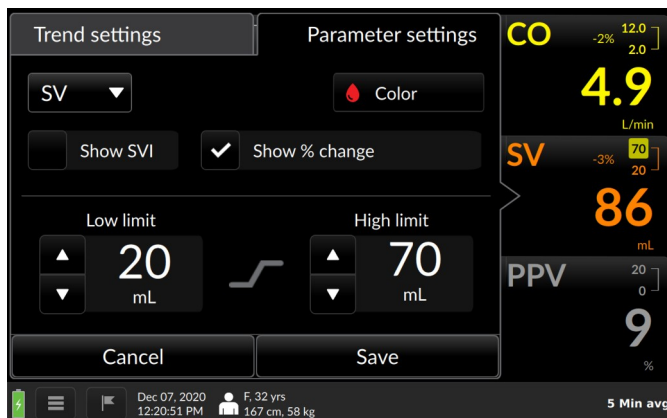 Trend settings
Parameter settings
SV
Color
Show SVI
Show % change
Low limit
High limit
20
mL
70
mL
Cancel
Save
CO
-2%
12.0
2.0
4.9
L/min
SV
-3%
70
20
86
mL
PPV
20
0
9
%
Dec 07, 2020
12:20:51 PM
F, 32 yrs
167 cm, 58 kg
5 Min avg